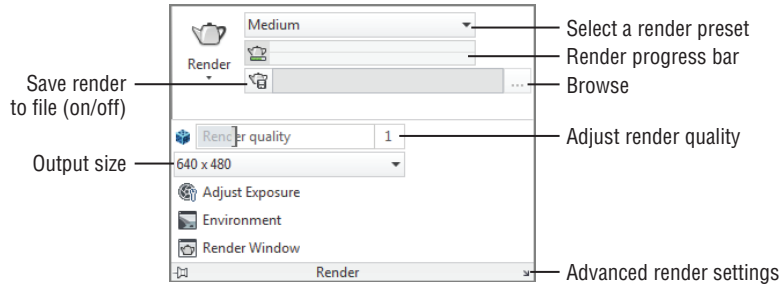 Medium
Select a render preset
Render progress bar
Render
Save render
to file (on/off)
...
Browse
Render quality
1
Adjust render quality
Output size
640 x 480
Adjust Exposure
Environment
Render Window
Render
Advanced render settings